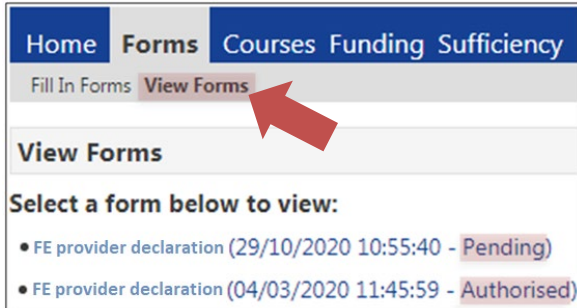 Home Forms Courses Funding Sufficiency
Fill In Forms View Forms
View Forms
Select a form below to view:
• FE provider declaration (29/10/2020 10:55:40 - Pending)
• FE provider declaration (04/03/2020 11:45:59 - Authorised)